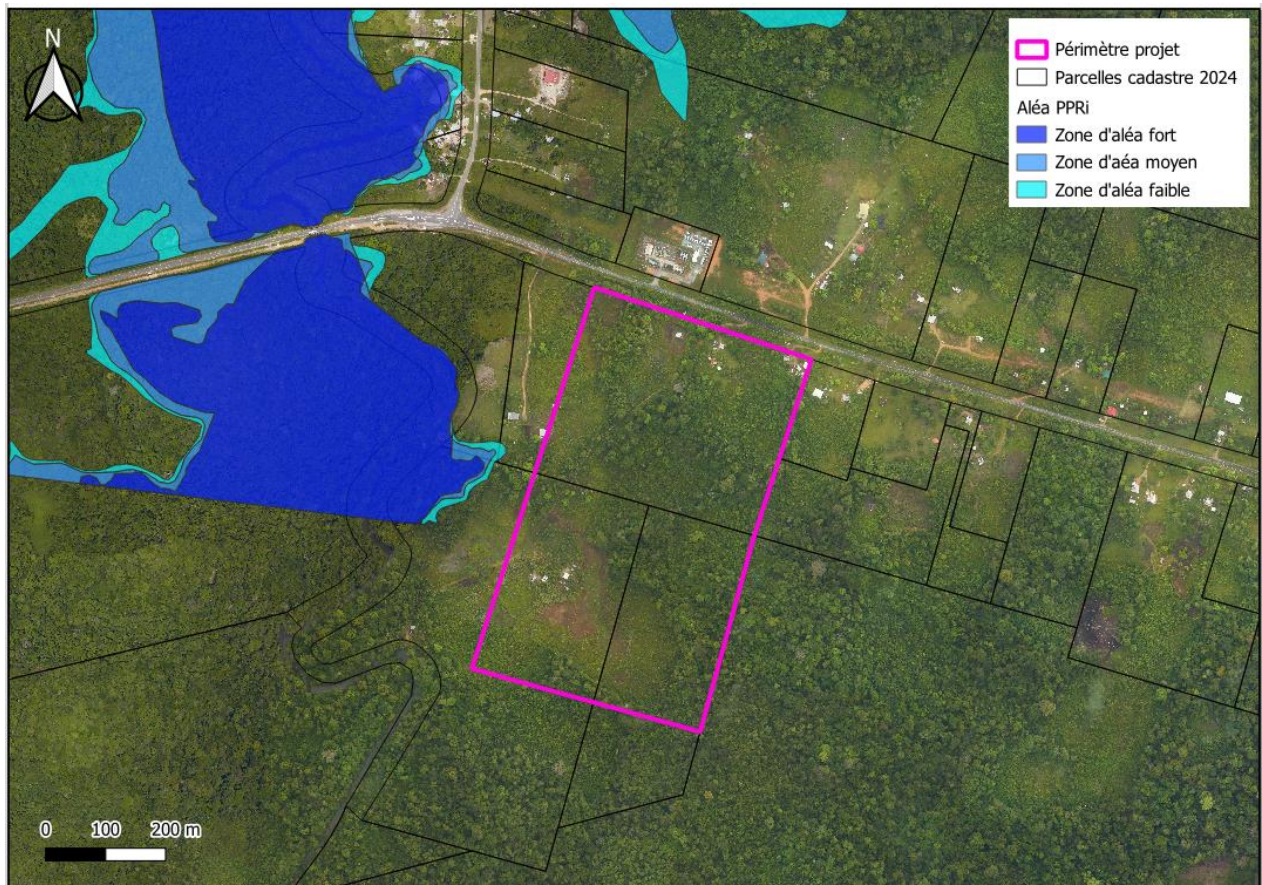 N
Périmètre projet
Parcelles cadastre 2024
Aléa PPRi
Zone d'aléa fort
Zone d'aéa moyen
Zone d'aléa faible
0 100 200 m